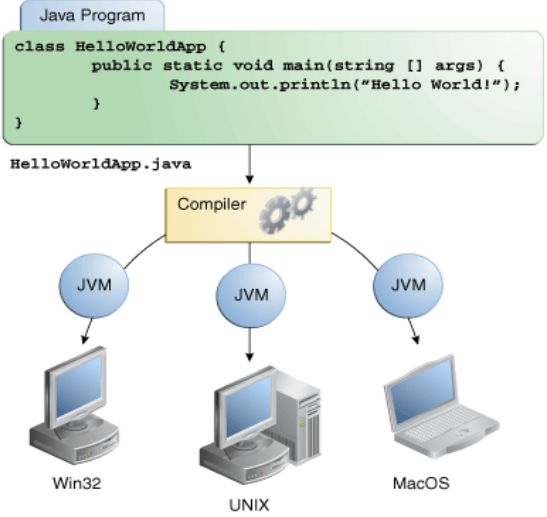 Java Program
class HelloWorldApp {
public static void main(string [] args) {
System.out.println(”Hello World!”);
}
}
HelloWorldApp.java
Compiler
JVM
JVM
JVM
Win32
UNIX
MacOS